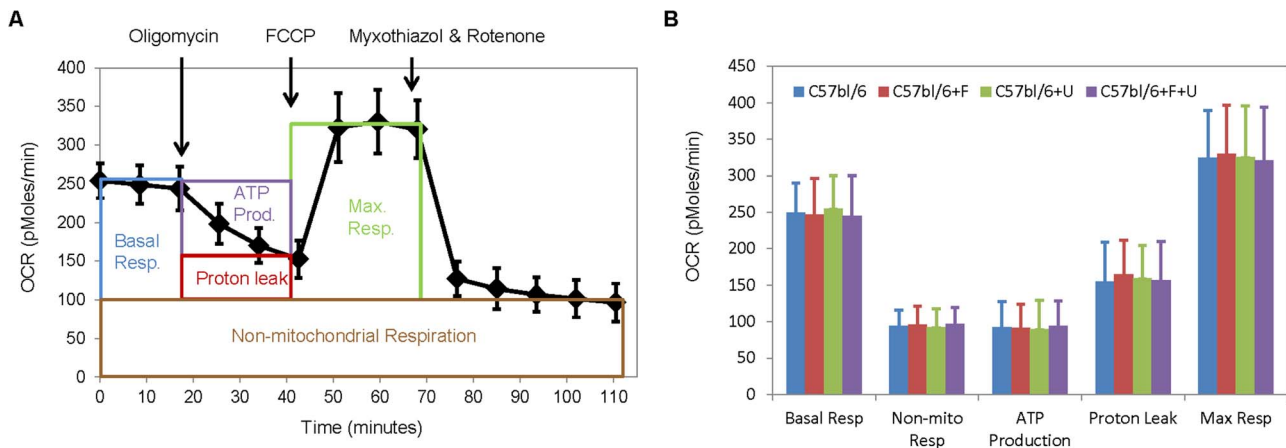 A
Oligomycin
FCCP
Myxothiazol & Rotenone
OCR (pMoles/min)
400
350
300
250
200
150
100
50
0
Basal
Resp.
ATP
Prod.
Proton leak
Max.
Resp.
Non-mitochondrial Respiration
0 10 20 30 40 50 60 70 80 90 100 110
Time (minutes)
B
OCR (pMoles/min)
450
400
350
300
250
200
150
100
50
0
C57bl/6 C57bl/6+F C57bl/6+U C57bl/6+F+U
Basal Resp Non-mito ATP Proton Leak Max Resp
Resp Production